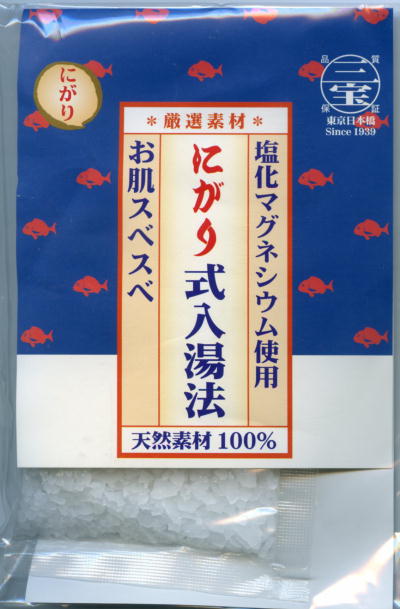 にがり
品質
三宝
保証
東京日本橋
Since 1939
＊厳選素材＊
塩化マグネシウム使用
にがり式入湯法
お肌スベスベ
天然素材100%